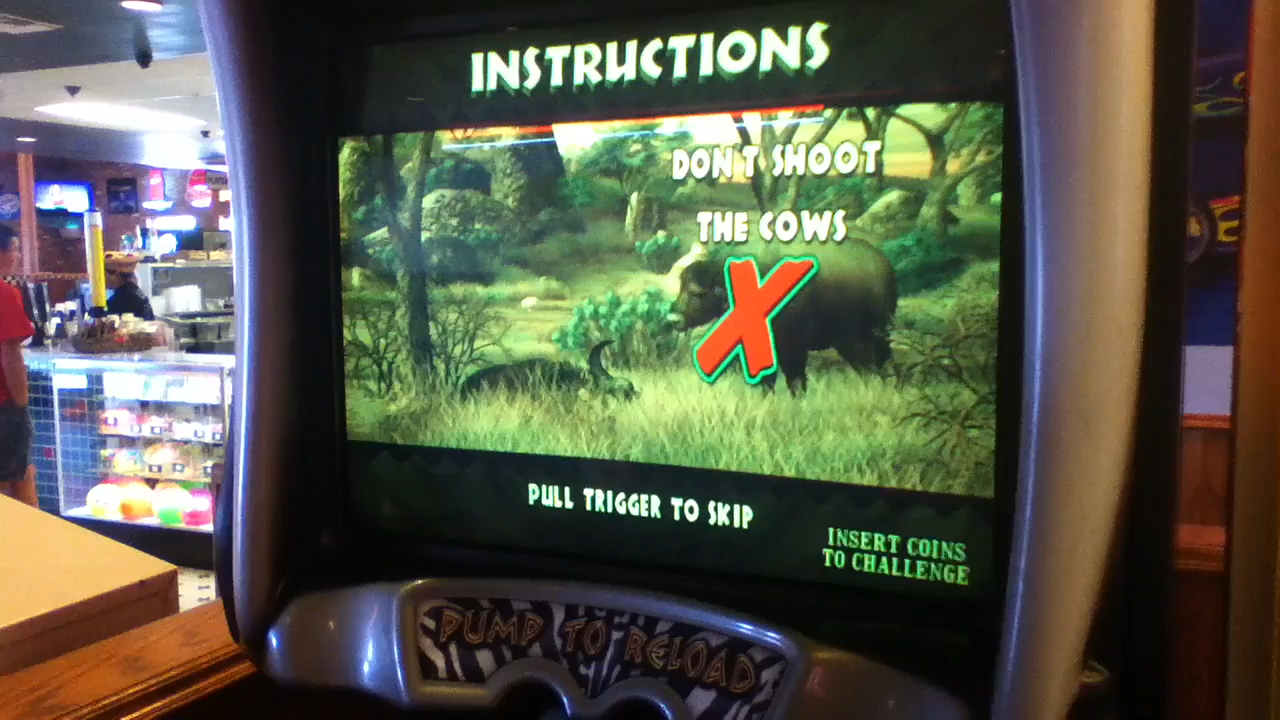 INSTRUCTIONS
DON'T SHOOT
THE COWS
X
PULL TRIGGER TO SKIP
INSERT COINS
TO CHALLENGE
PUMP TO RELOAD